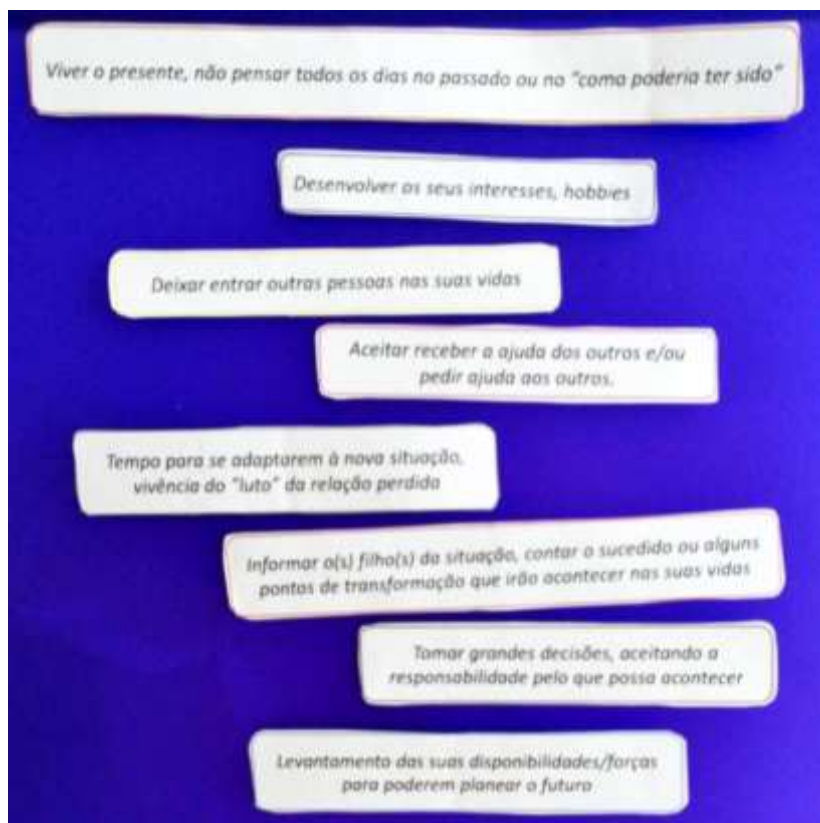 Viver o presente, não pensar todos os dias no passado ou no "como poderia ter sido"
Desenvolver os seus interesses, hobbies
Deixar entrar outras pessoas nas suas vidas
Aceitar receber a ajuda dos outros e/ou
pedir ajuda aos outros.
Tempo para se adaptarem à nova situação,
vivência do "luto" da relação perdida
Informar o(s) filho(s) da situação, contar o sucedido ou alguns
pontos de transformação que irão acontecer nas suas vidas
Tomar grandes decisões, aceitando a
responsabilidade pelo que possa acontecer
Levantamento das suas disponibilidades/forças
para poderem planear o futuro